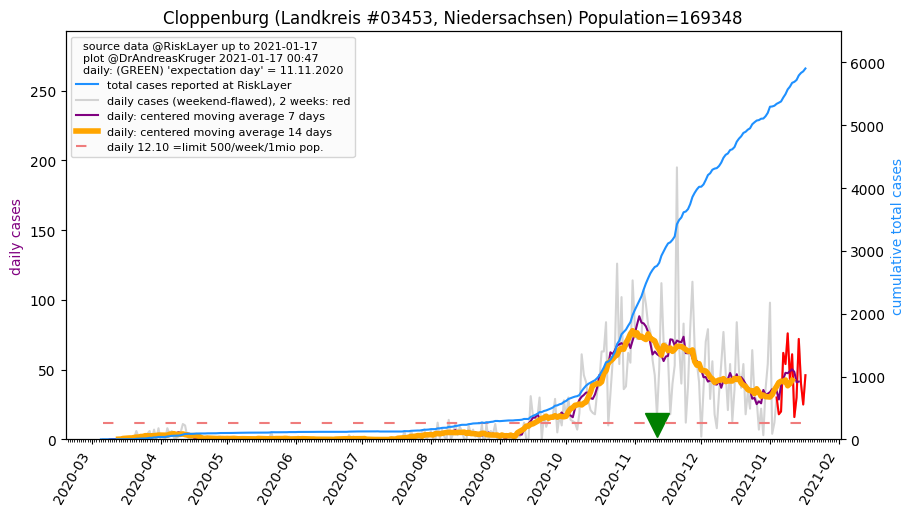 Cloppenburg (Landkreis #03453, Niedersachsen) Population=169348
source data @RiskLayer up to 2021-01-17
plot @DrAndreasKruger 2021-01-17 00:47
daily: (GREEN) 'expectation day' = 11.11.2020
total cases reported at RiskLayer
daily cases (weekend-flawed), 2 weeks: red
daily: centered moving average 7 days
daily: centered moving average 14 days
daily 12.10 =limit 500/week/1mio pop.
daily cases
250
200
150
100
50
0
6000
5000
4000
3000
2000
1000
0
cumulative total cases
2020-03
2020-04
2020-05
2020-06
2020-07
2020-08
2020-09
2020-10
2020-11
2020-12
2021-01
2021-02